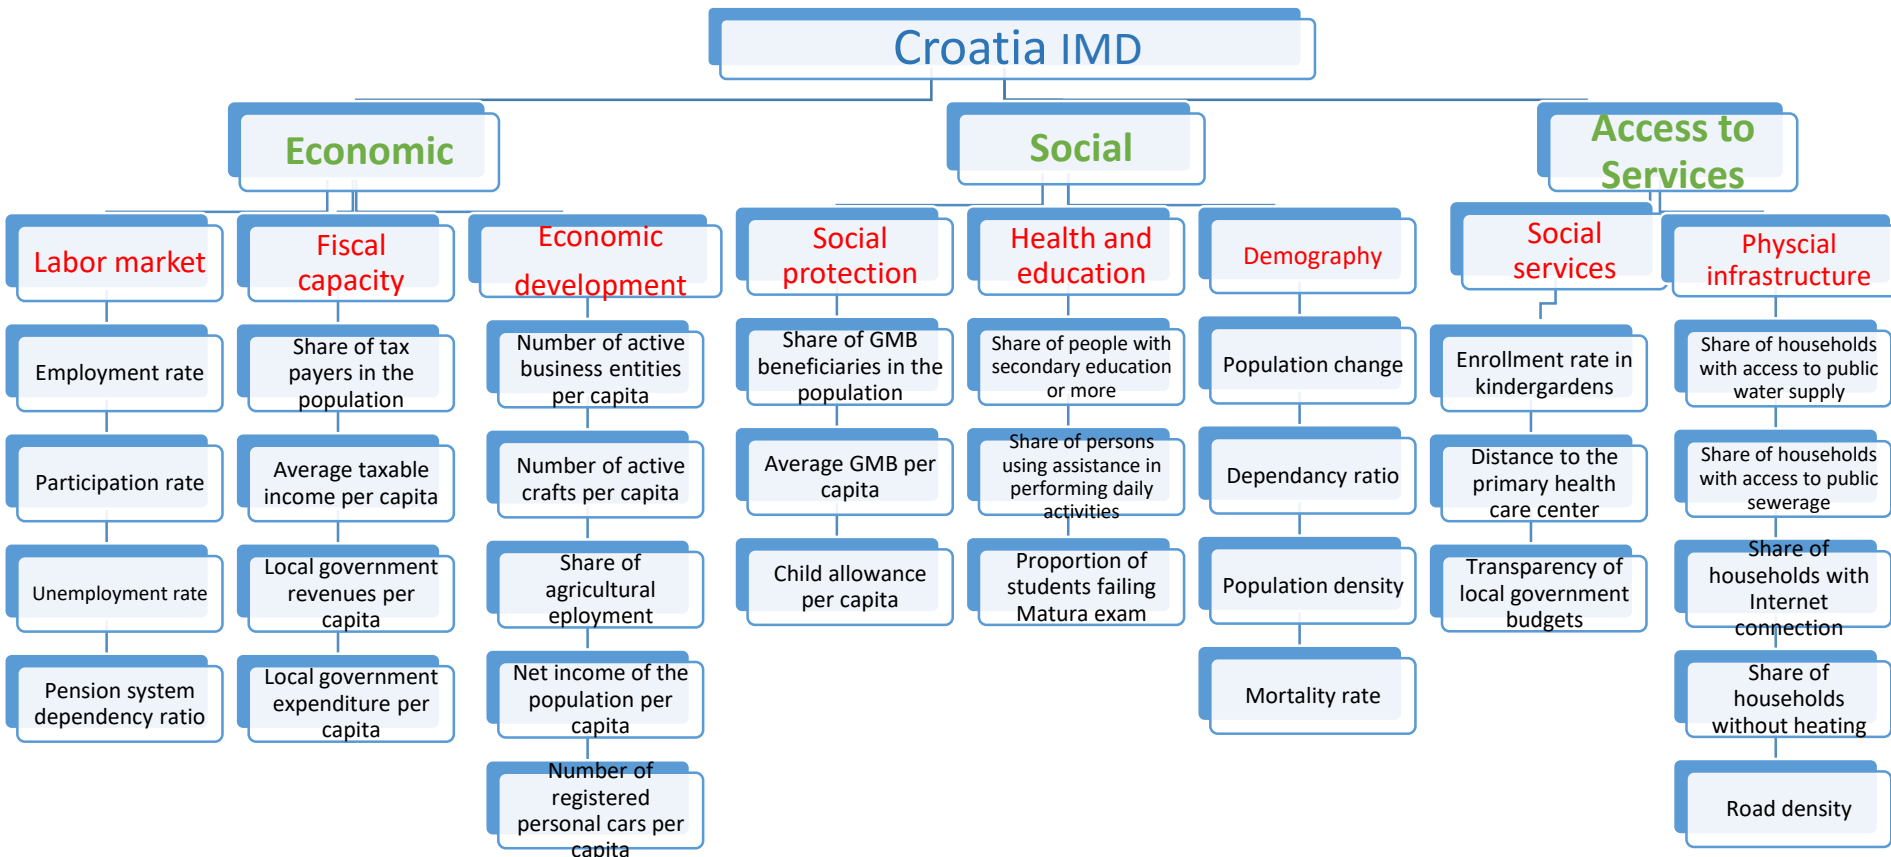 Croatia IMD
Economic
Social
Access to
Services
Labor market
Fiscal
capacity
Economic
development
Social
protection
Health and
education
Demography
Social
services
Physcial
infrastructure
Employment rate
Participation rate
Unemployment rate
Pension system
dependency ratio
Share of tax
payers in the
population
Average taxable
income per capita
Local government
revenues per
capita
Local government
expenditure per
capita
Number of active
business entities
per capita
Number of active
crafts per capita
Share of
agricultural
eployment
Net income of the
population per
capita
Number of
registered
personal cars per
capita
Share of GMB
beneficiaries in the
population
Average GMB per
capita
Child allowance
per capita
Share of people with
secondary education
or more
Share of persons
using assistance in
performing daily
activities
Proportion of
students failing
Matura exam
Population change
Dependancy ratio
Population density
Mortality rate
Enrollment rate in
kindergardens
Distance to the
primary health
care center
Transparency of
local government
budgets
Share of households
with access to public
water supply
Share of households
with access to public
sewerage
Share of
households with
Internet
connection
Share of
households
without heating
Road density